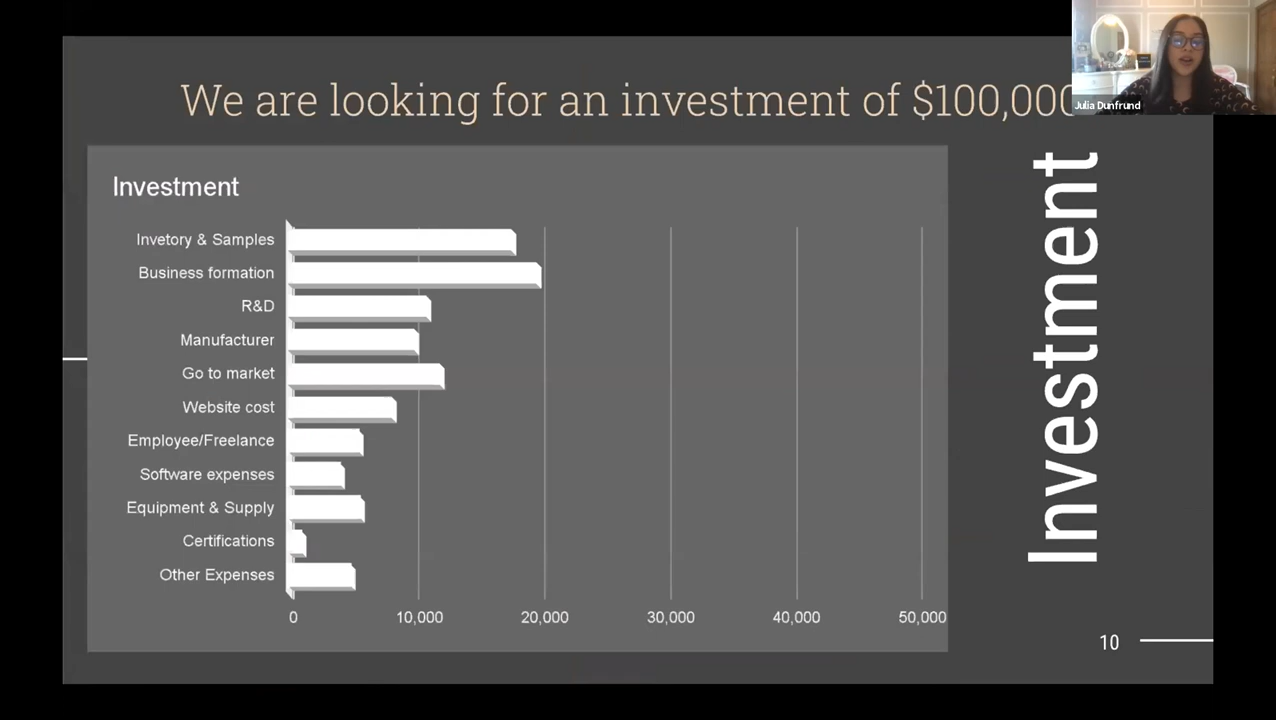 We are looking for an investment of $100,000
Julia Dunfrund
Investment
Invetory & Samples
Business formation
R&D
Manufacturer
Go to market
Website cost
Employee/Freelance
Software expenses
Equipment & Supply
Certifications
Other Expenses
0 10,000 20,000 30,000 40,000 50,000
Investment
10